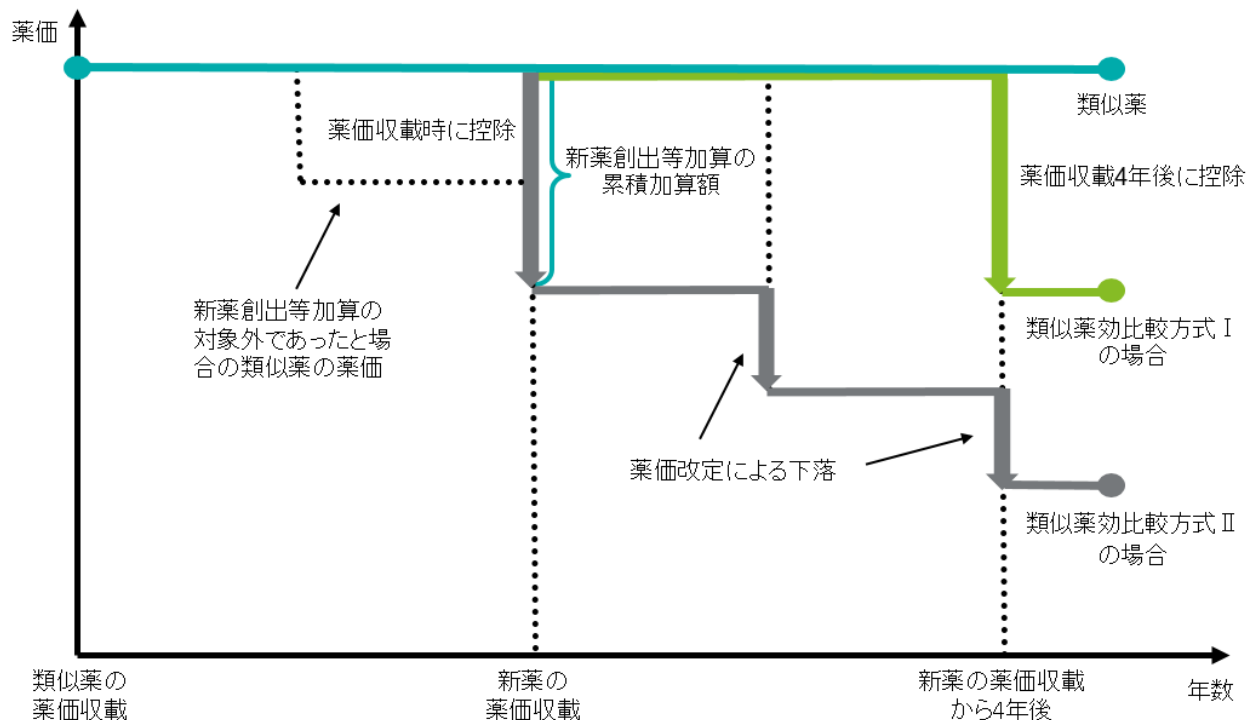 薬価
類似薬
薬価収載時に控除
新薬創出等加算の
累積加算額
薬価収載4年後に控除
新薬創出等加算の
対象外であったと場
合の類似薬の薬価
類似薬効比較方式Ⅰ
の場合
薬価改定による下落
類似薬効比較方式Ⅱ
の場合
類似薬の
薬価収載
新薬の
薬価収載
新薬の薬価収載
から4年後
年数